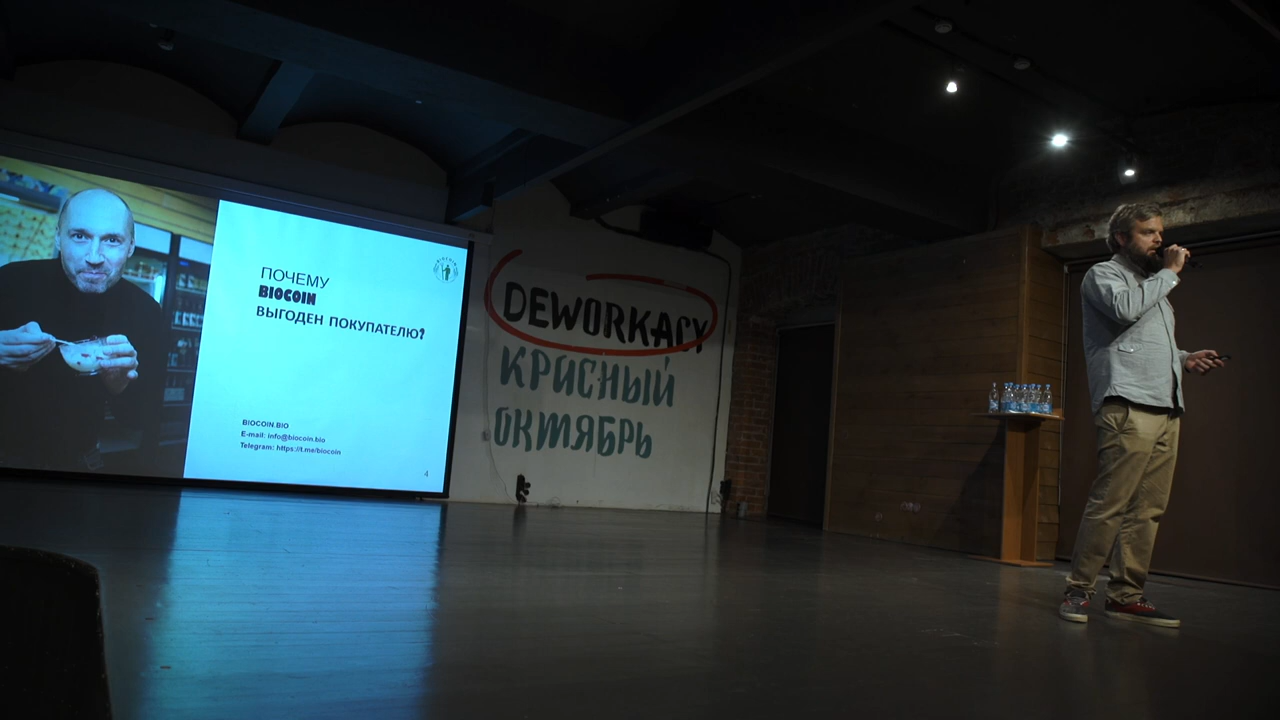 ПОЧЕМУ
BIOCOIN
ВЫГОДЕН ПОКУПАТЕЛЮ?
BIOCOIN.BIO
E-mail: info@biocoin.bio
Telegram: https://t.me/biocoin
4
DEWORKACY
КРАСНЫЙ
ОКТЯБРЬ